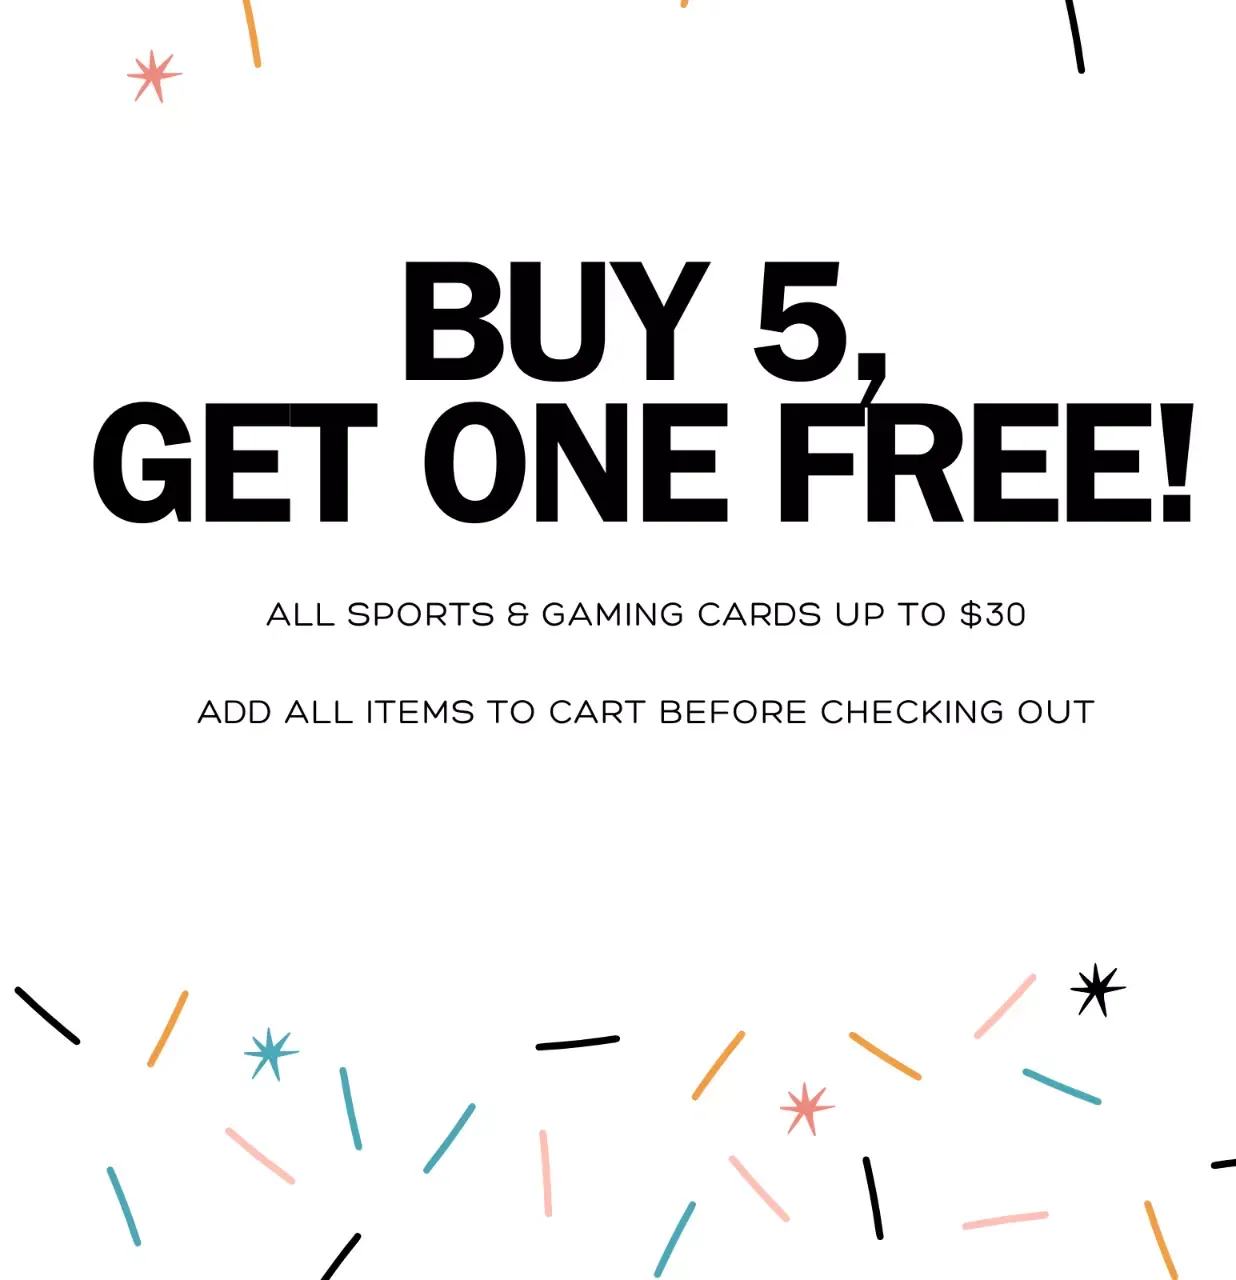 BUY 5,
GET ONE FREE!
ALL SPORTS & GAMING CARDS UP TO $30
ADD ALL ITEMS TO CART BEFORE CHECKING OUT